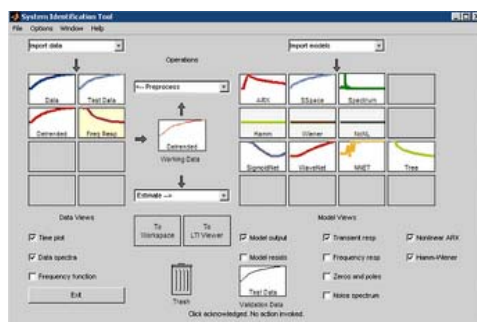 System Identification Tool
File Options Window Help
Import data
Import models
Operations
Data
Test Data
<-- Preprocess
ARX
SSpace
Spectrum
Detrended
Freq Resp
Detrended
Working Data
Hamm
Wiener
NoNL
SigmoidNet
WaveNet
NNET
Tree
Estimate -->
Data Views
Model Views
To Workspace
To LTI Viewer
Time plot
Data spectra
Frequency function
Model output
Model resids
Transient resp
Frequency resp
Zeros and poles
Noise spectrum
Nonlinear ARX
Hamm-Wiener
Exit
Trash
Test Data
Validation Data
Click acknowledged. No action invoked.